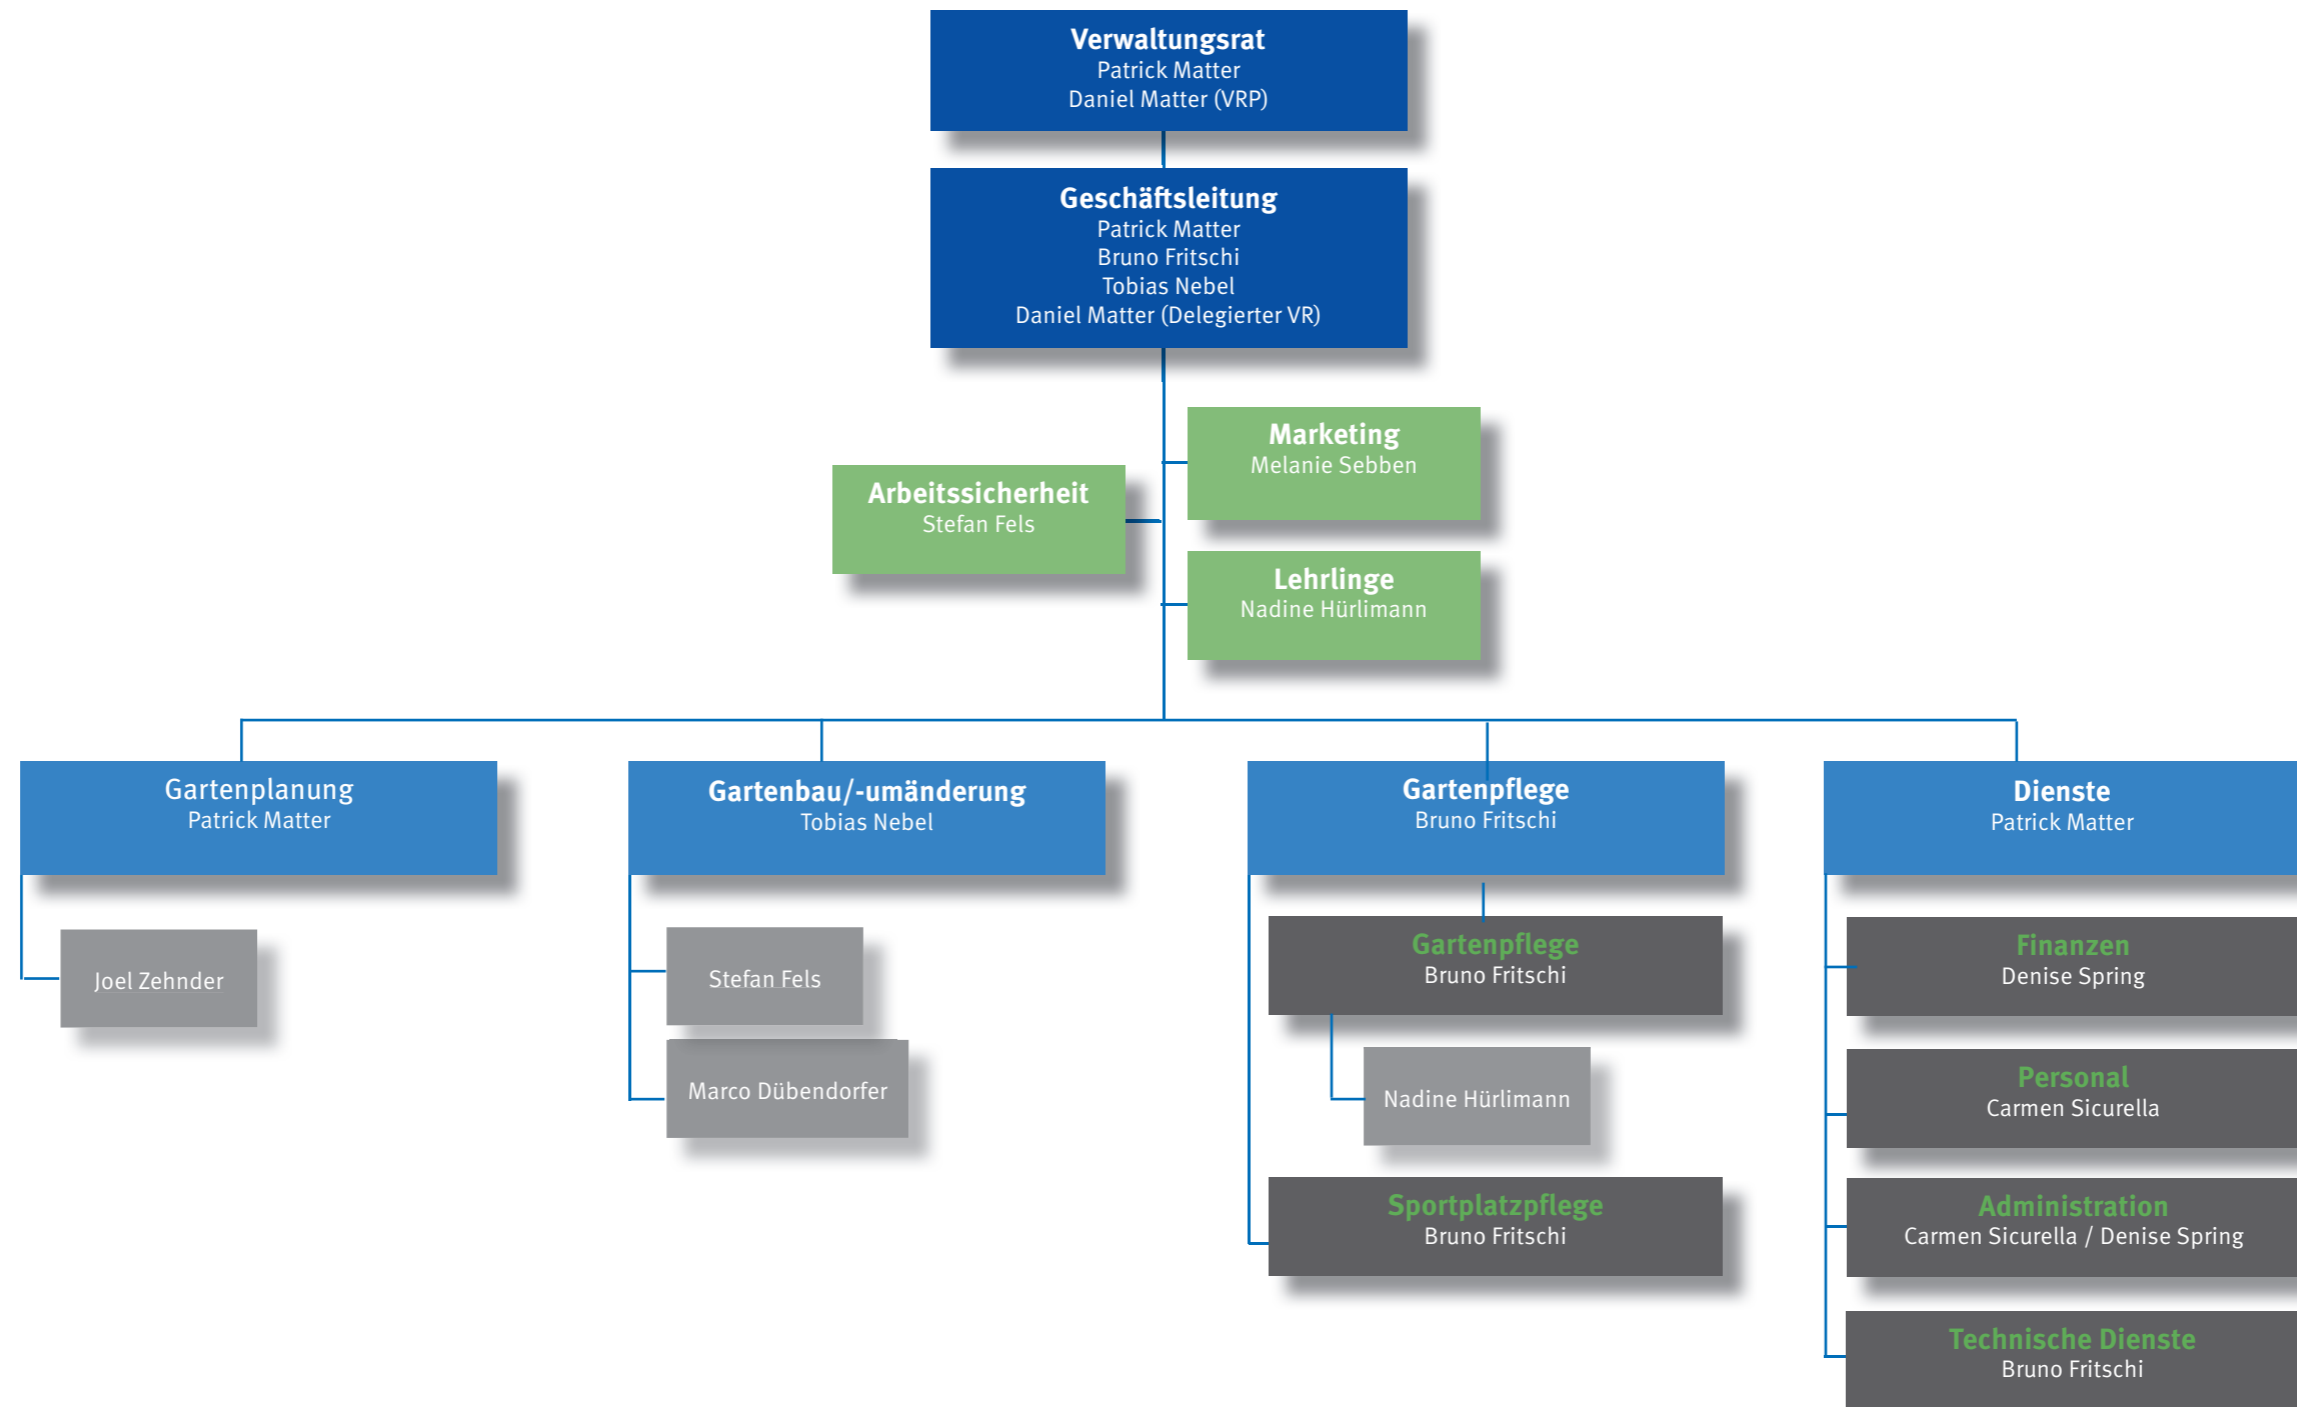 Verwaltungsrat
Patrick Matter
Daniel Matter (VRP)
Geschäftsleitung
Patrick Matter
Bruno Fritschi
Tobias Nebel
Daniel Matter (Delegierter VR)
Marketing
Melanie Sebben
Arbeitssicherheit
Stefan Fels
Lehrlinge
Nadine Hürlimann
Gartenplanung
Patrick Matter
Joel Zehnder
Gartenbau/-umänderung
Tobias Nebel
Stefan Fels
Marco Dübendorfer
Gartenpflege
Bruno Fritschi
Gartenpflege
Bruno Fritschi
Nadine Hürlimann
Sportplatzpflege
Bruno Fritschi
Dienste
Patrick Matter
Finanzen
Denise Spring
Personal
Carmen Sicurella
Administration
Carmen Sicurella / Denise Spring
Technische Dienste
Bruno Fritschi